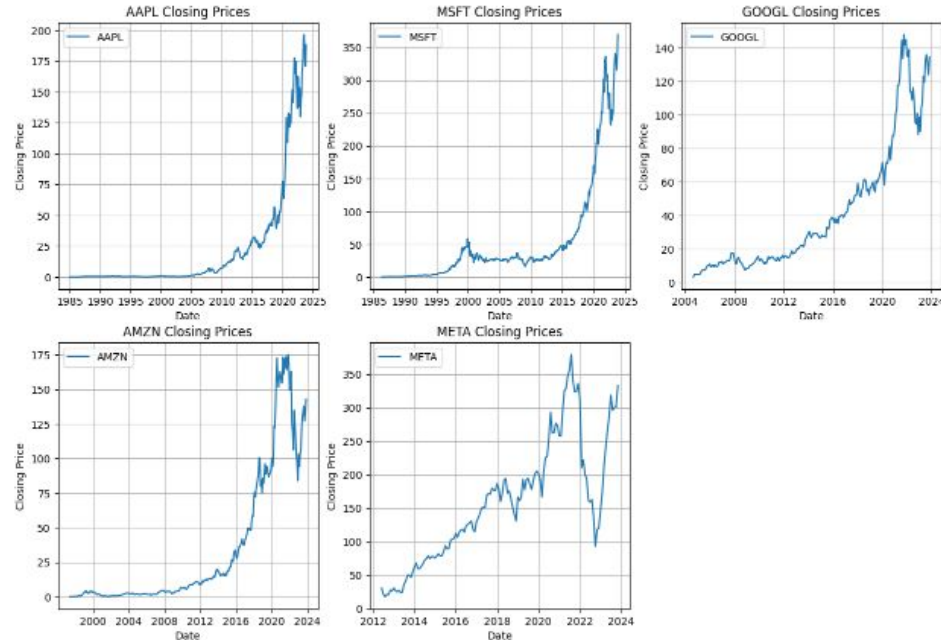 AAPL Closing Prices
AAPL
Closing Price
200
175
150
125
100
75
50
25
0
1985 1990 1995 2000 2005 2010 2015 2020 2025
Date
MSFT Closing Prices
MSFT
Closing Price
350
300
250
200
150
100
50
0
1985 1990 1995 2000 2005 2010 2015 2020 2025
Date
GOOGL Closing Prices
GOOGL
Closing Price
140
120
100
80
60
40
20
0
2004 2008 2012 2016 2020 2024
Date
AMZN Closing Prices
AMZN
Closing Price
175
150
125
100
75
50
25
0
2000 2004 2008 2012 2016 2020 2024
Date
META Closing Prices
META
Closing Price
350
300
250
200
150
100
50
0
2012 2014 2016 2018 2020 2022 2024
Date